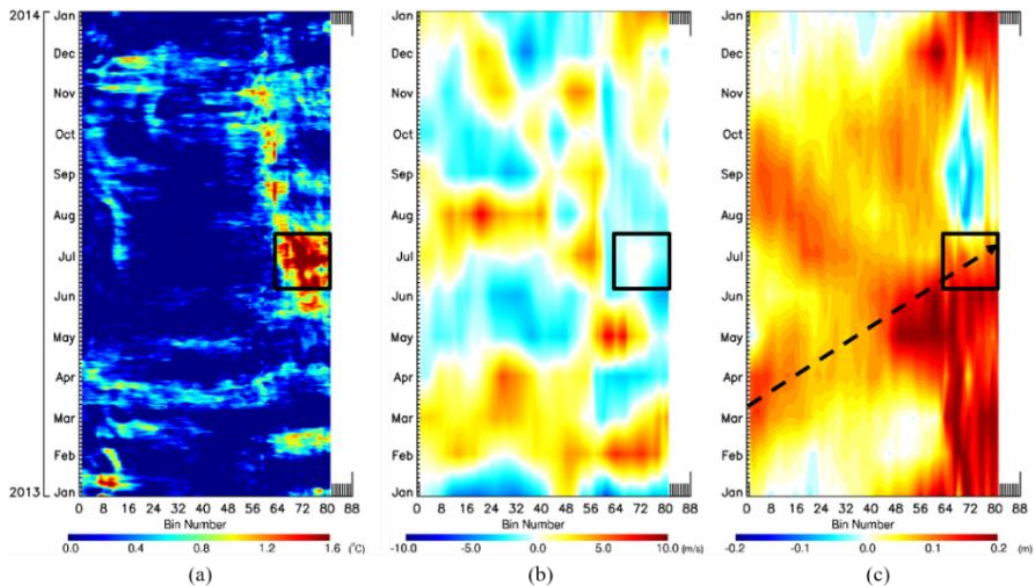 2014
Jan
Dec
Nov
Oct
Sep
Aug
Jul
Jun
May
Apr
Mar
Feb
Jan
2013
0 8 16 24 32 40 48 56 64 72 80 88
Bin Number
0.0 0.4 0.8 1.2 1.6 (°C)
(a)
Jan
Dec
Nov
Oct
Sep
Aug
Jul
Jun
May
Apr
Mar
Feb
Jan
0 8 16 24 32 40 48 56 64 72 80 88
Bin Number
-10.0 -5.0 0.0 5.0 10.0 (m/s)
(b)
Jan
Dec
Nov
Oct
Sep
Aug
Jul
Jun
May
Apr
Mar
Feb
Jan
0 8 16 24 32 40 48 56 64 72 80 88
Bin Number
-0.2 -0.1 0.0 0.1 0.2 (m)
(c)